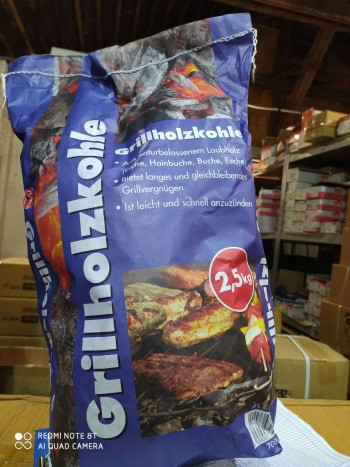 Grillholzkohle
Grillholzkohle
naturbelassenem Laubholz
Hainbuche, Buche, Esche
bietet langes und gleichbleibendes
Grillvergnügen
• Ist leicht und schnell anzuzünden
2,5kg
Grillholzkohle
REDMI NOTE 8T
AI QUAD CAMERA